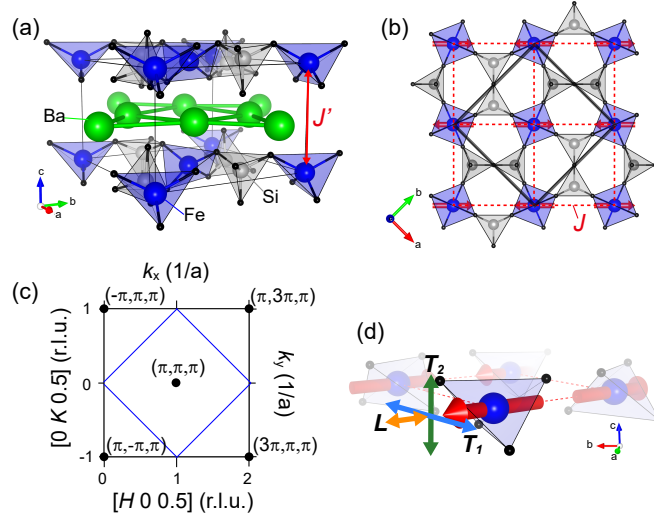 (a)
Ba
J'
Si
Fe
c
b
a
(b)
J
b
a
(c)
kx (1/a)
1
(-π,π,π)
(π,3π,π)
[0 K 0.5] (r.l.u.)
0
(π,π,π)
ky (1/a)
-1
(π,-π,π)
(3π,π,π)
0
1
2
[H 0 0.5] (r.l.u.)
(d)
T2
L
T1
c
b
a